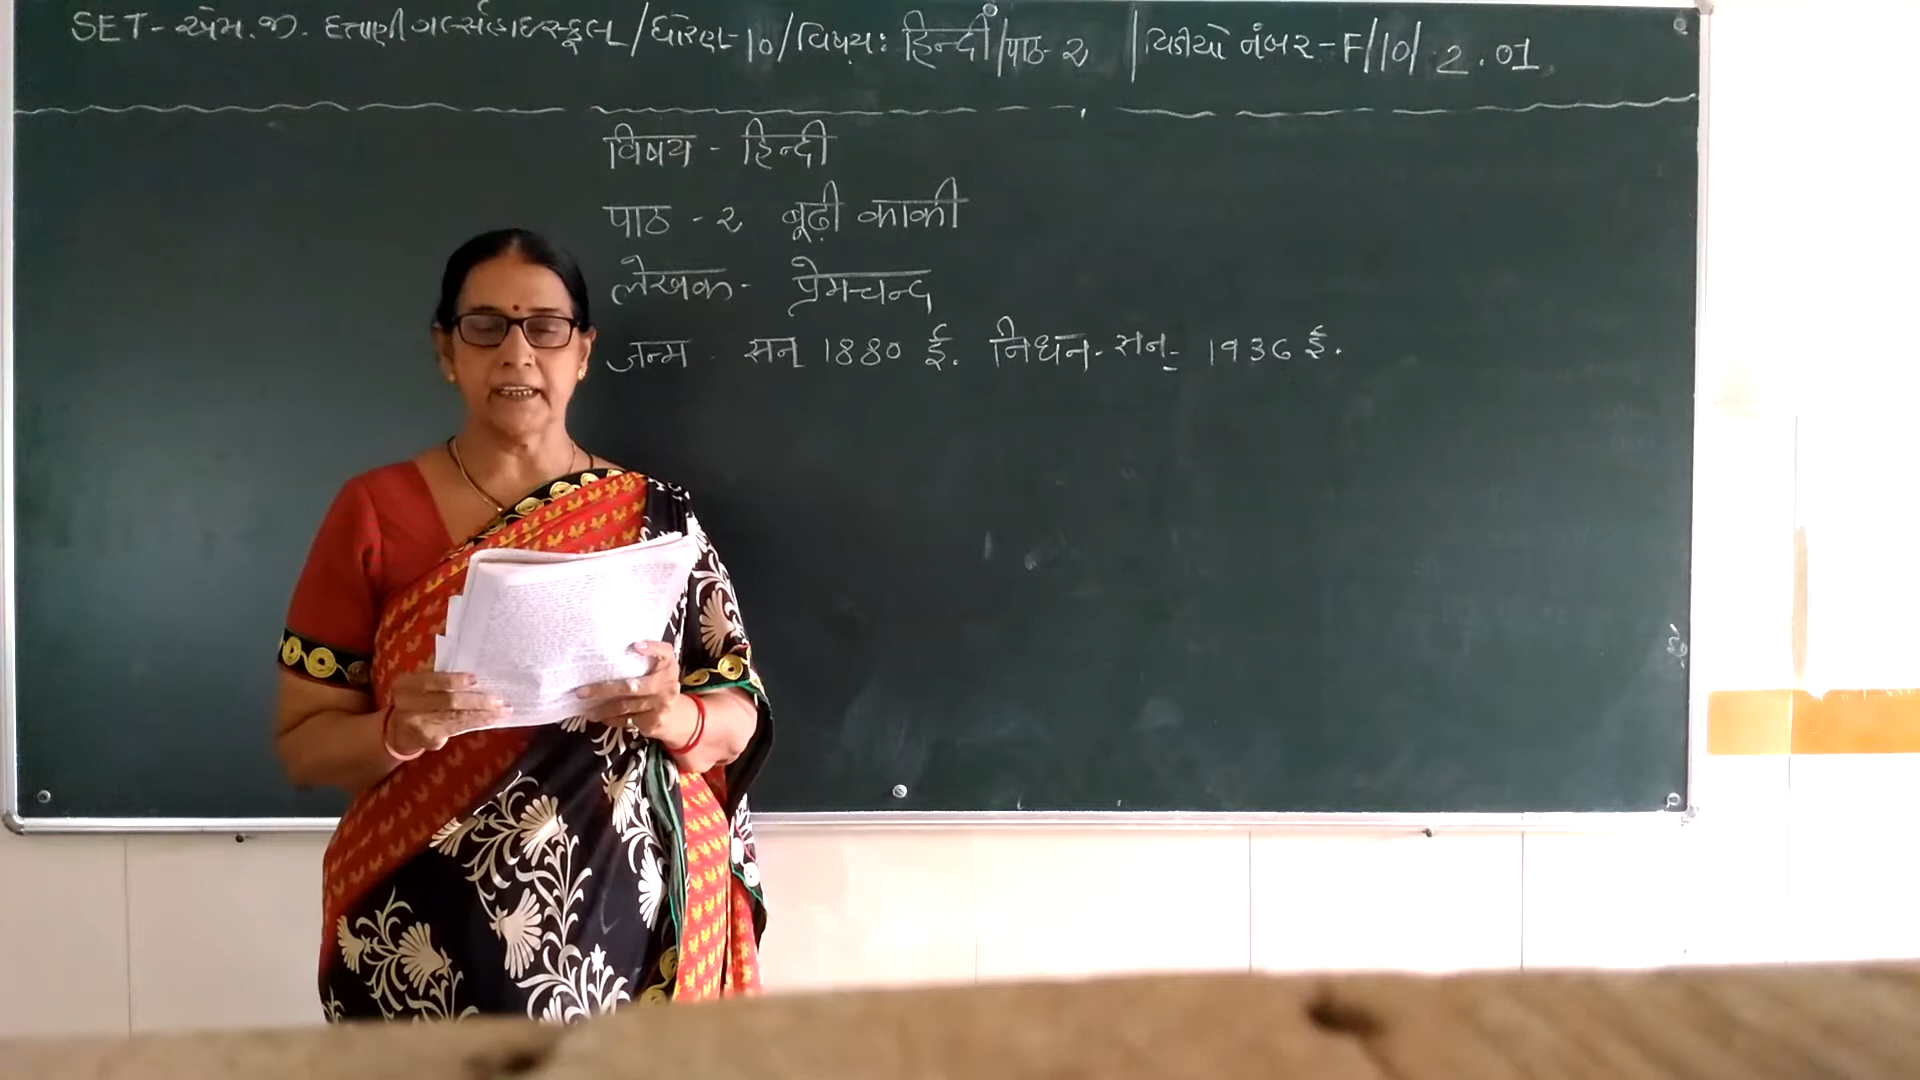 SET - એમ.જી. દત્તાણી ગર્લ્સ હાઇસ્કૂલ / ધોરણ - 10 / વિષય : हिन्दी / पाठ - २ / વિડીયો નંબર - F/10/ 2.01
विषय - हिन्दी
पाठ - २ बूढ़ी काकी
लेखक - प्रेमचन्द
जन्म - सन् 1880 ई. निधन - सन् - 1936 ई.